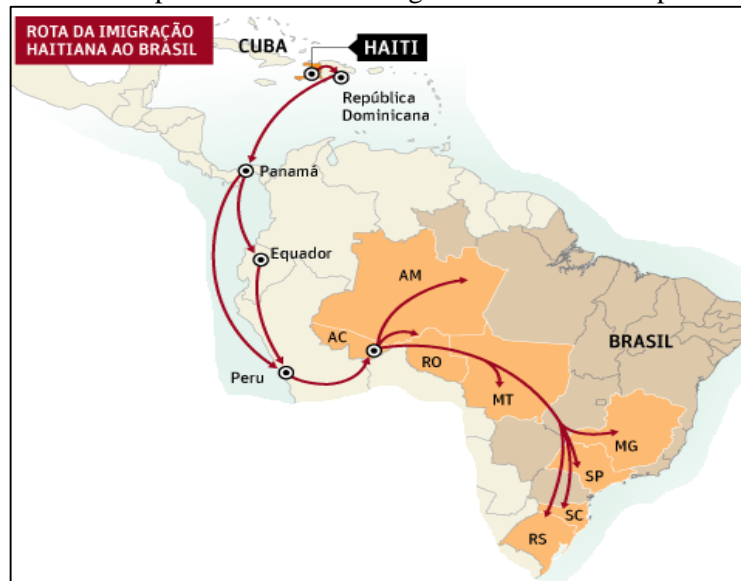 ROTA DA IMIGRAÇÃO
HAITIANA AO BRASIL
CUBA
HAITI
República
Dominicana
Panamá
Equador
AM
AC
RO
BRASIL
Peru
MT
MG
SP
SC
RS